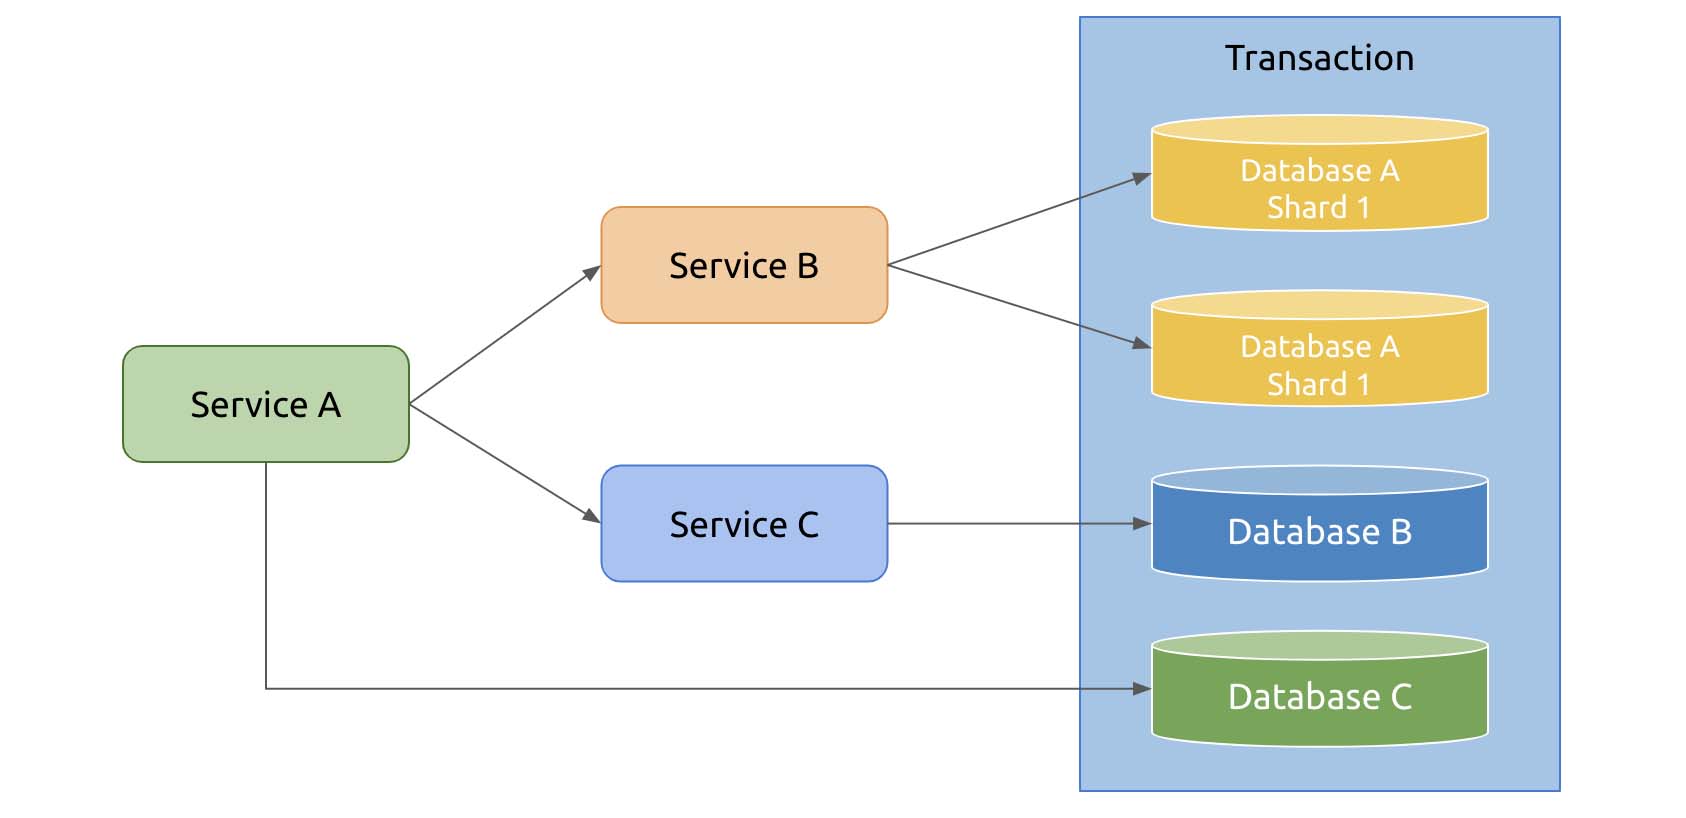 Transaction
Database A
Shard 1
Service B
Database A
Shard 1
Service A
Service C
Database B
Database C